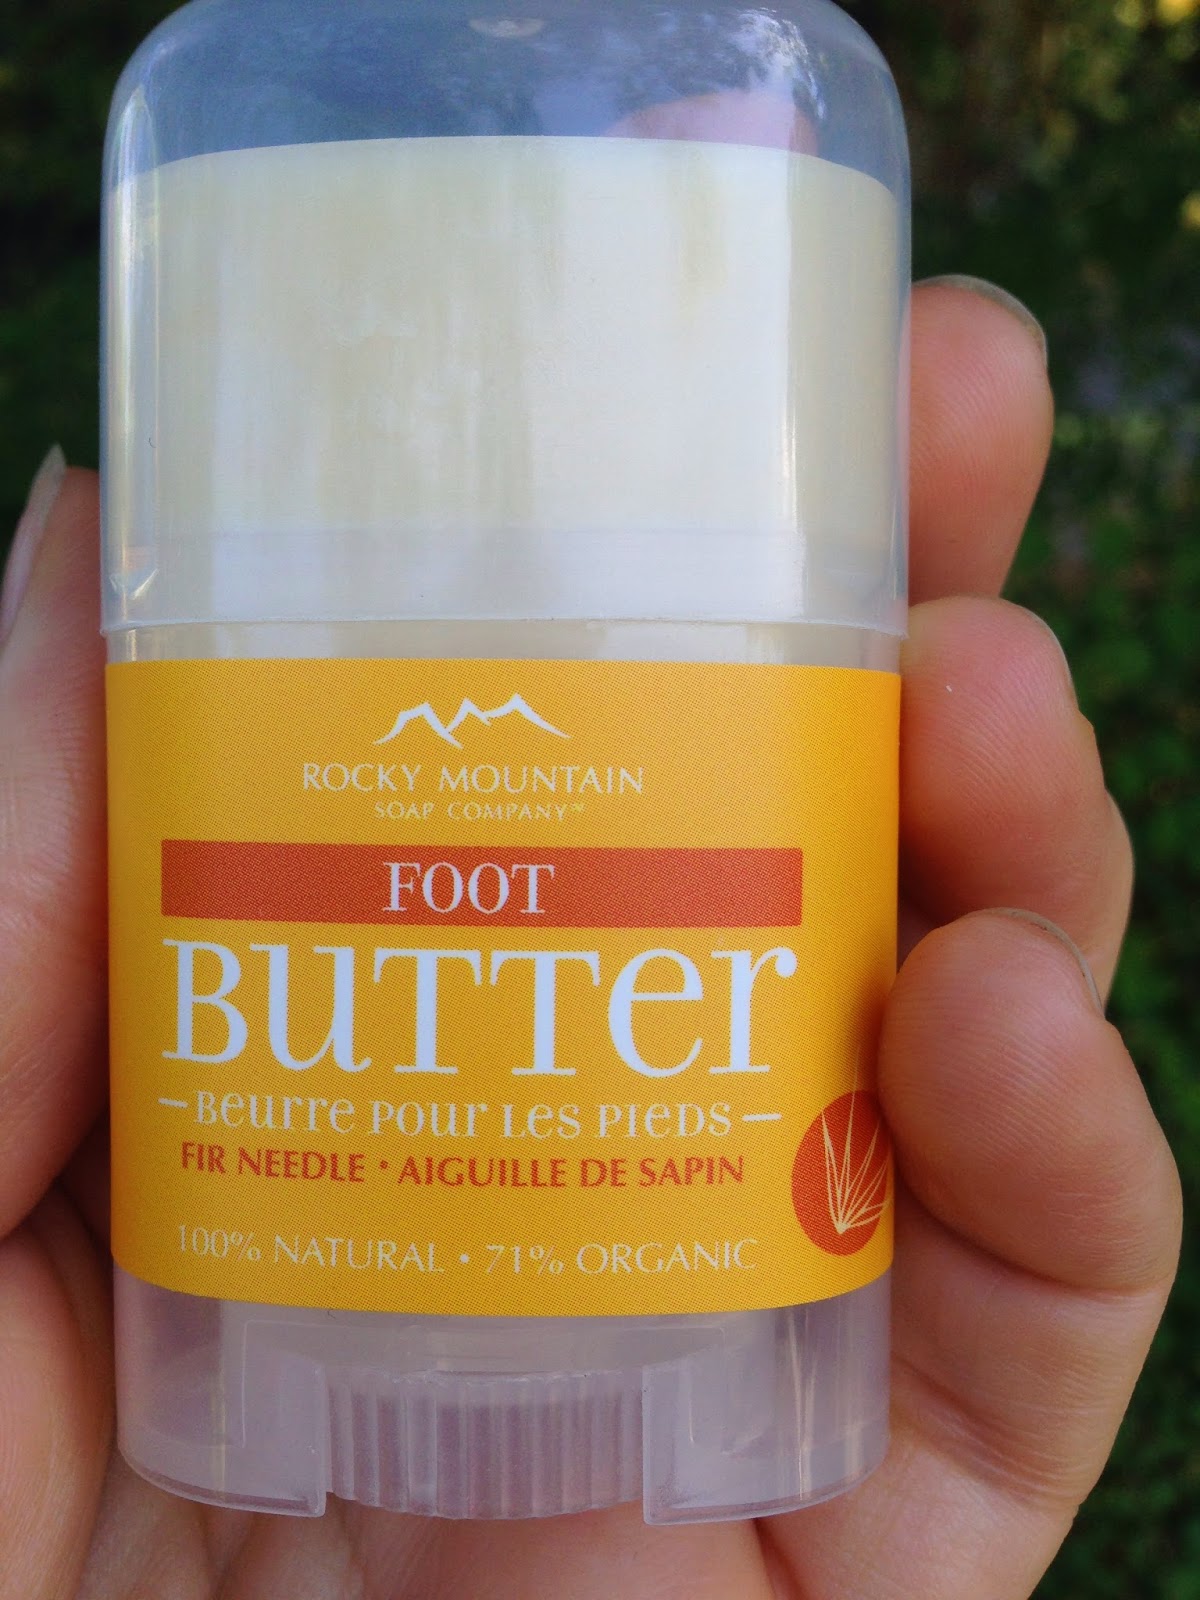 ROCKY MOUNTAIN
SOAP COMPANY™
FOOT
BUTTer
–Beurre POUR Les PIEDS–
FIR NEEDLE • AIGUILLE DE SAPIN
100% NATURAL • 71% ORGANIC